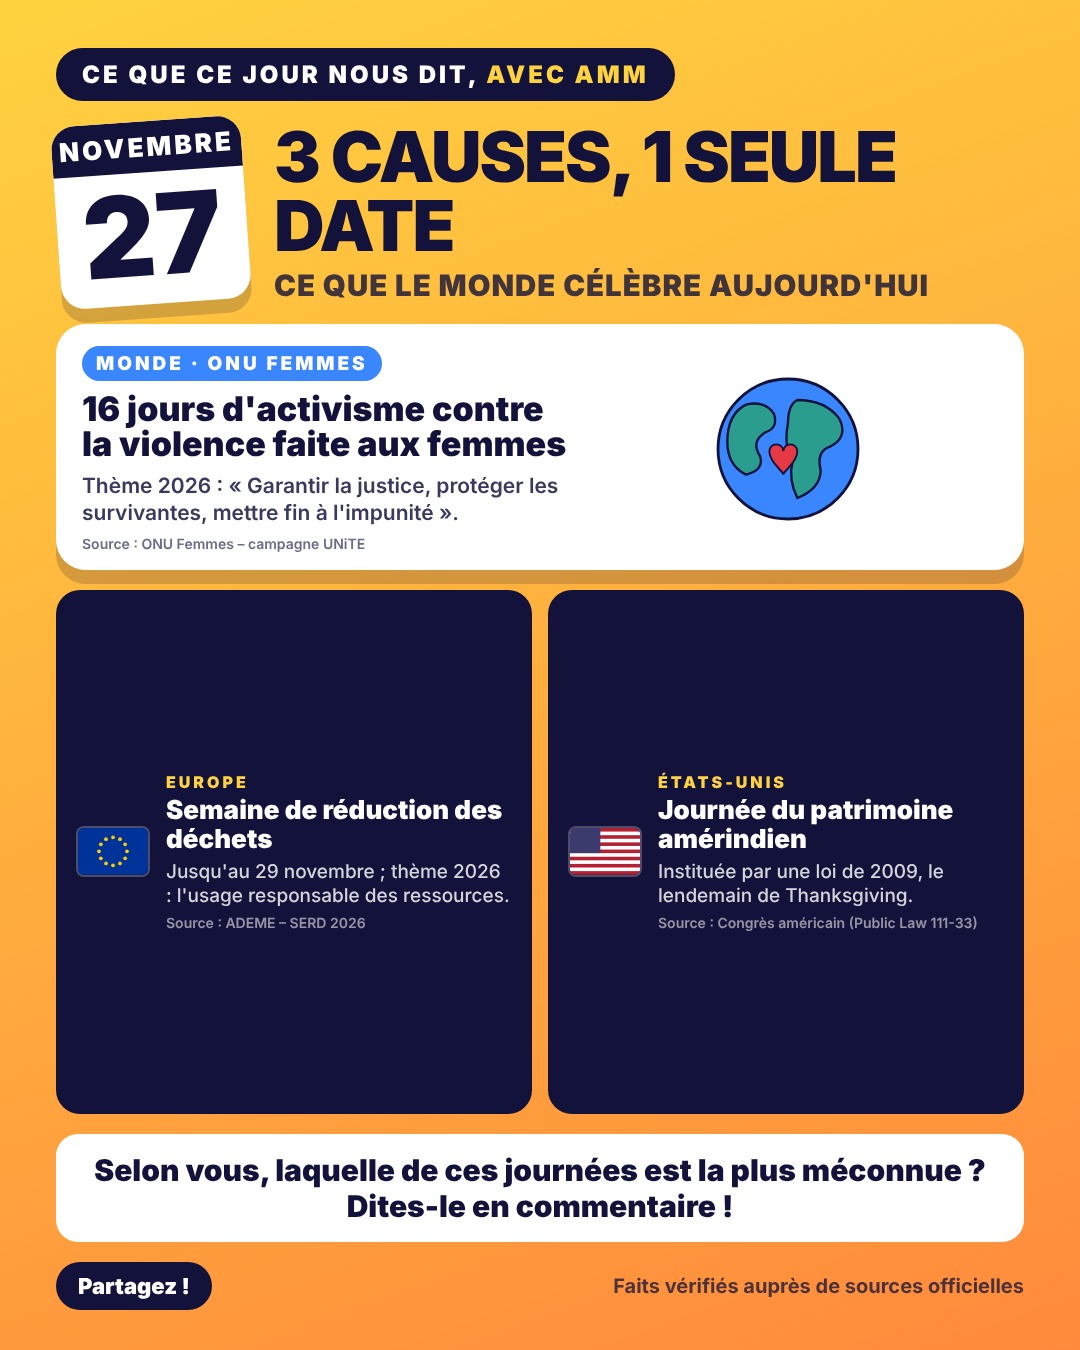 CE QUE CE JOUR NOUS DIT, AVEC AMM
NOVEMBRE
27
3 CAUSES, 1 SEULE
DATE
CE QUE LE MONDE CÉLÈBRE AUJOURD'HUI
MONDE · ONU FEMMES
16 jours d'activisme contre
la violence faite aux femmes
Thème 2026 : « Garantir la justice, protéger les
survivantes, mettre fin à l'impunité ».
Source : ONU Femmes – campagne UNiTE
EUROPE
Semaine de réduction des
déchets
Jusqu'au 29 novembre ; thème 2026
: l'usage responsable des ressources.
Source : ADEME – SERD 2026
ÉTATS-UNIS
Journée du patrimoine
amérindien
Instituée par une loi de 2009, le
lendemain de Thanksgiving.
Source : Congrès américain (Public Law 111-33)
Selon vous, laquelle de ces journées est la plus méconnue ?
Dites-le en commentaire !
Partagez !
Faits vérifiés auprès de sources officielles